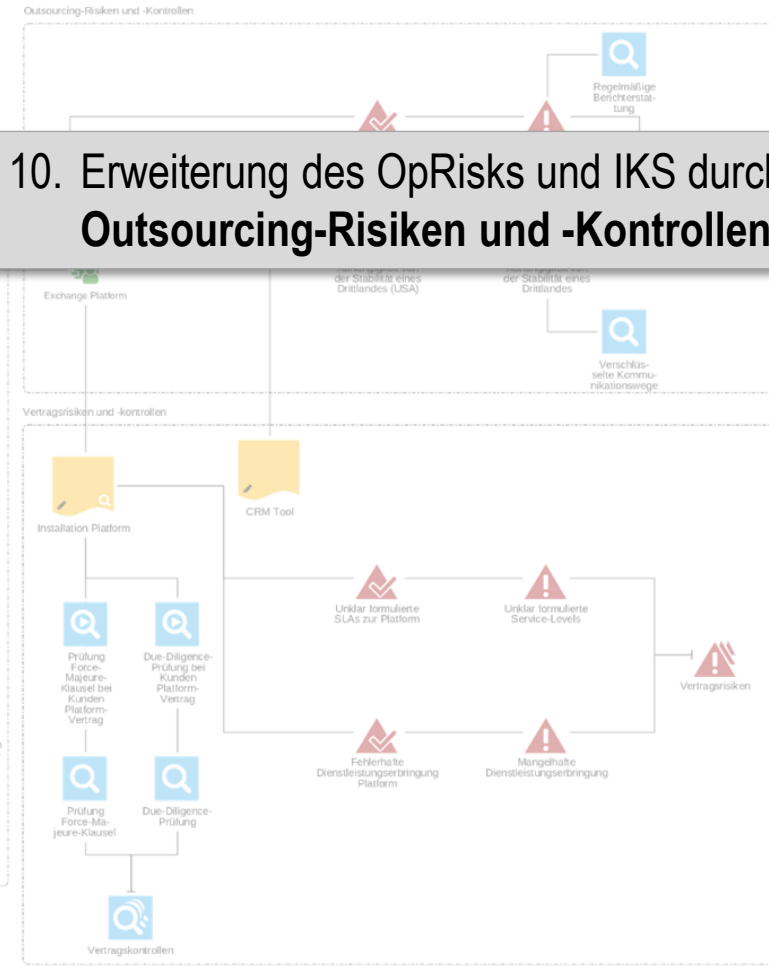 Outsourcing-Risiken und -Kontrollen
Regelmäßige
Berichterstat-
tung
10. Erweiterung des OpRisks und IKS durch
Outsourcing-Risiken und -Kontrollen
Exchange Platform
der Stabilität eines
Drittlandes (USA)
der Stabilität eines
Drittlandes
Verschlüs-
selte Kommu-
nikationswege
Vertragsrisiken und -kontrollen
Installation Platform
CRM Tool
Unklar formulierte
SLAs zur Platform
Unklar formulierte
Service-Levels
Vertragsrisiken
Prüfung
Force-
Majeure-
Klausel bei
Kunden
Platform-
Vertrag
Due-Diligence-
Prüfung bei
Kunden
Platform-
Vertrag
Fehlerhafte
Dienstleistungserbringung
Platform
Mangelhafte
Dienstleistungserbringung
Prüfung
Force-Ma-
jeure-Klausel
Due-Diligence-
Prüfung
Vertragskontrollen